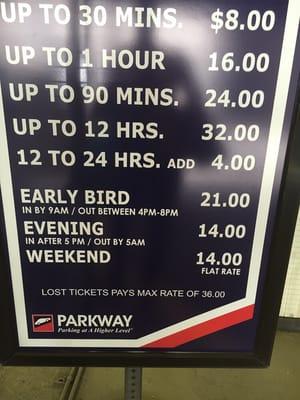 UP TO 30 MINS. $8.00
UP TO 1 HOUR 16.00
UP TO 90 MINS. 24.00
UP TO 12 HRS. 32.00
12 TO 24 HRS. ADD 4.00
EARLY BIRD 21.00
IN BY 9AM / OUT BETWEEN 4PM-8PM
EVENING 14.00
IN AFTER 5 PM / OUT BY 5AM
WEEKEND 14.00
FLAT RATE
LOST TICKETS PAYS MAX RATE OF 36.00
PARKWAY
Parking at A Higher Level